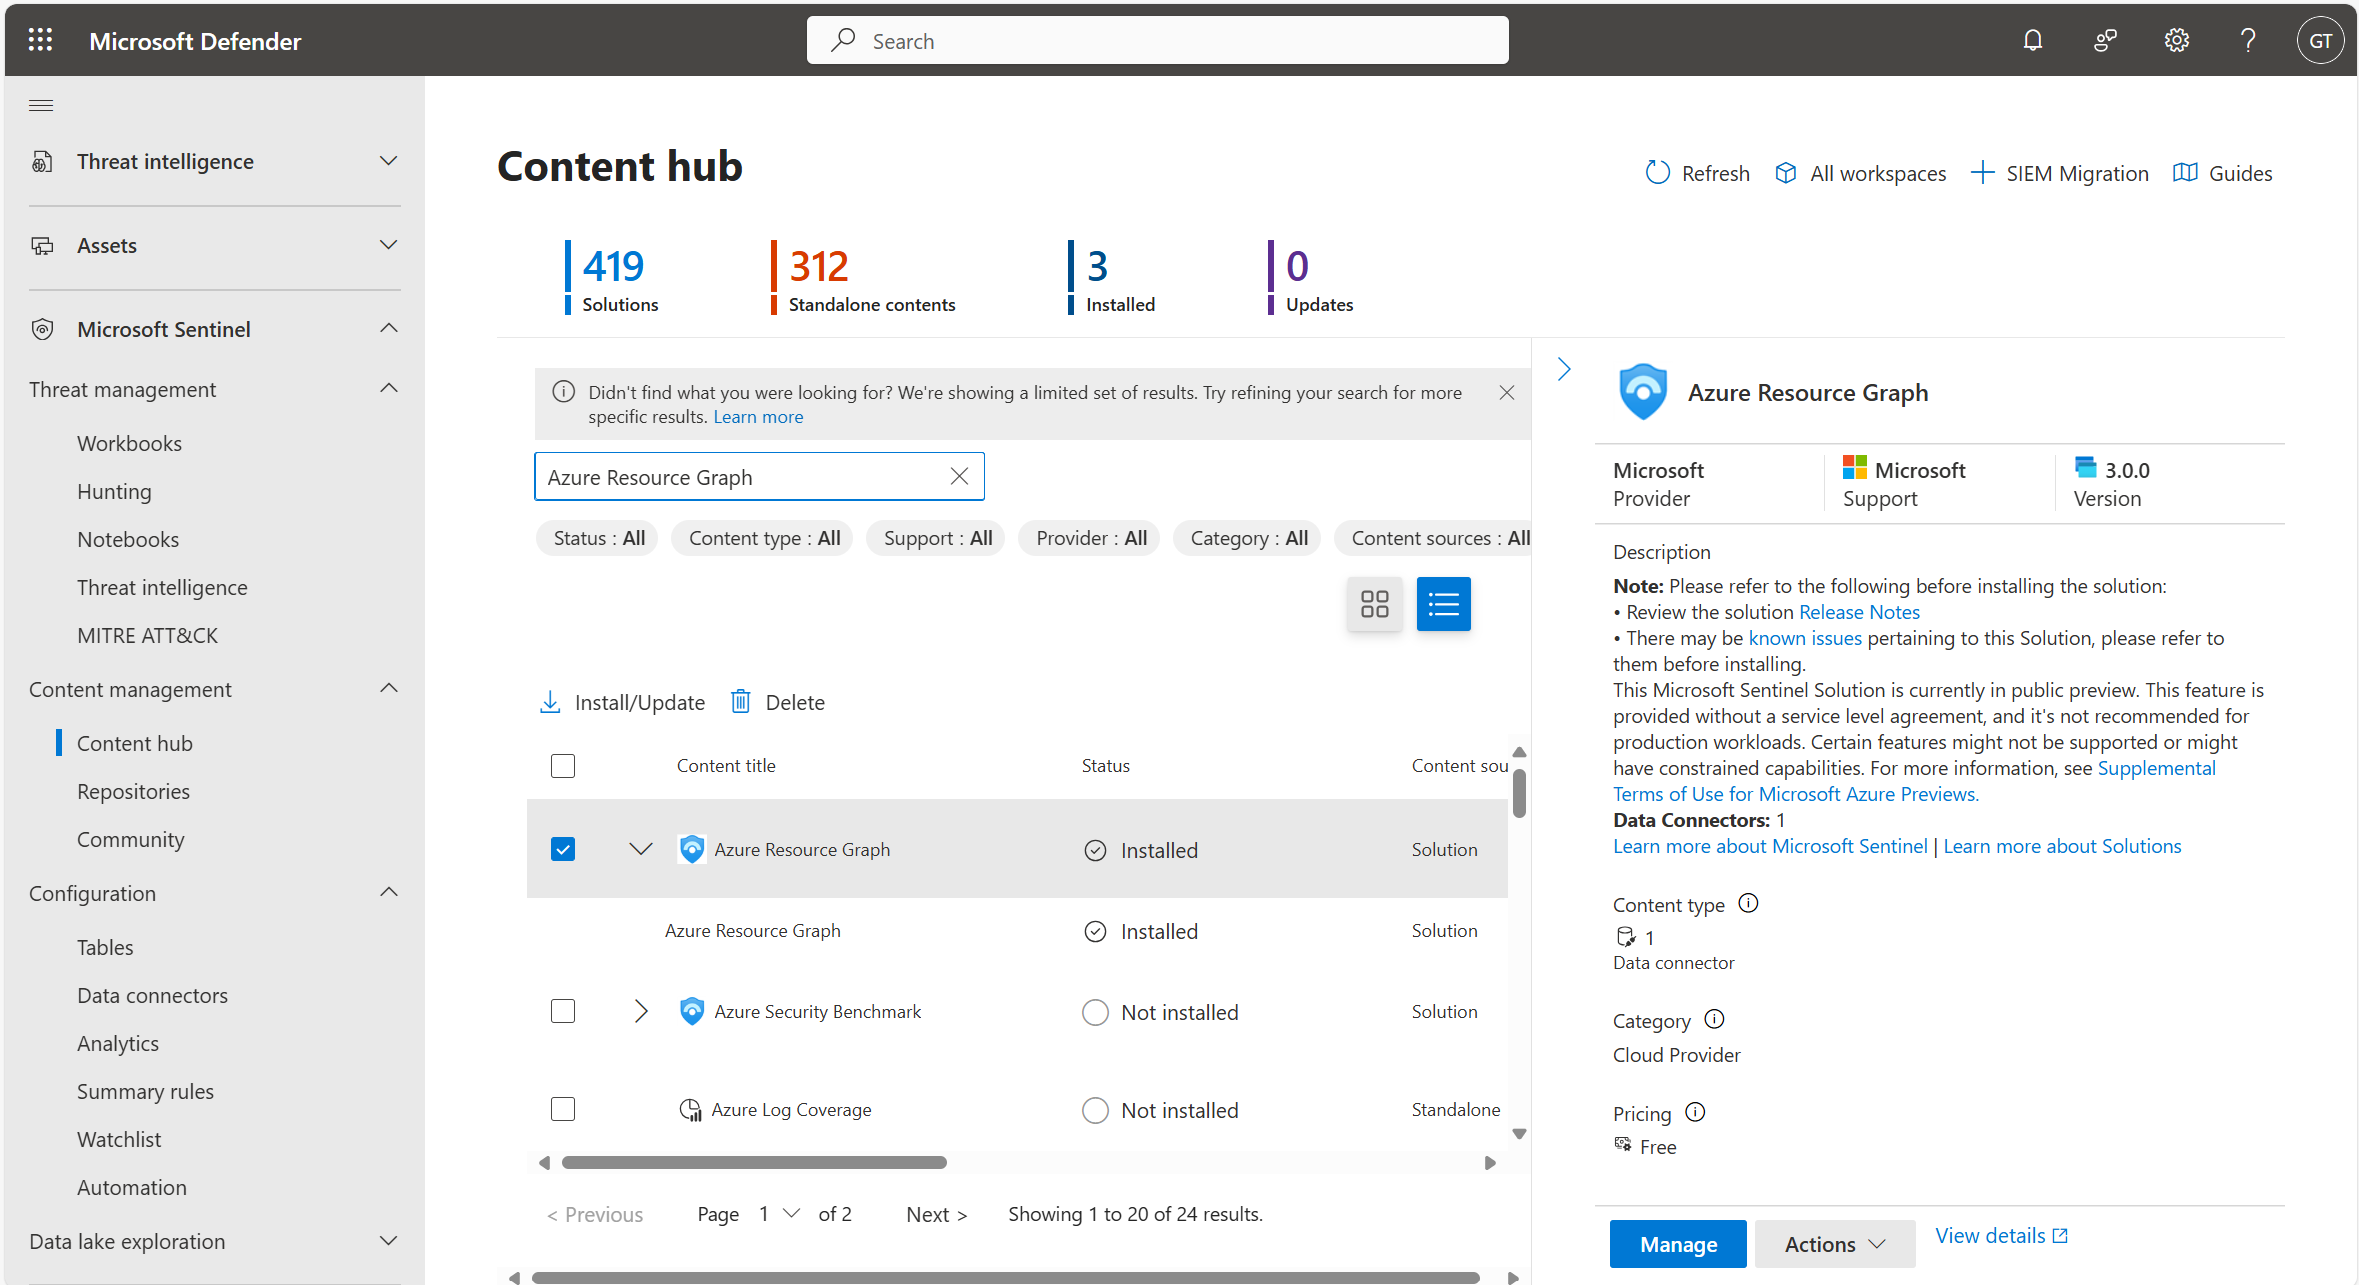 Microsoft Defender
Search
GT
Threat intelligence
Assets
Microsoft Sentinel
Threat management
Workbooks
Hunting
Notebooks
Threat intelligence
MITRE ATT&CK
Content management
Content hub
Repositories
Community
Configuration
Tables
Data connectors
Analytics
Summary rules
Watchlist
Automation
Data lake exploration
Content hub
Refresh
All workspaces
SIEM Migration
Guides
419
Solutions
312
Standalone contents
3
Installed
0
Updates
Didn't find what you were looking for? We're showing a limited set of results. Try refining your search for more
specific results. Learn more
Azure Resource Graph
Status : All
Content type : All
Support : All
Provider : All
Category : All
Content sources : All
Install/Update
Delete
Content title Status Content sou
Azure Resource Graph Installed Solution
Azure Resource Graph Installed Solution
Azure Security Benchmark Not installed Solution
Azure Log Coverage Not installed Standalone
< Previous Page 1 of 2 Next > Showing 1 to 20 of 24 results.
Azure Resource Graph
Microsoft
Provider
Microsoft
Support
3.0.0
Version
Description
Note: Please refer to the following before installing the solution:
• Review the solution Release Notes
• There may be known issues pertaining to this Solution, please refer to
them before installing.
This Microsoft Sentinel Solution is currently in public preview. This feature is
provided without a service level agreement, and it's not recommended for
production workloads. Certain features might not be supported or might
have constrained capabilities. For more information, see Supplemental
Terms of Use for Microsoft Azure Previews.
Data Connectors: 1
Learn more about Microsoft Sentinel | Learn more about Solutions
Content type
1
Data connector
Category
Cloud Provider
Pricing
Free
Manage
Actions
View details